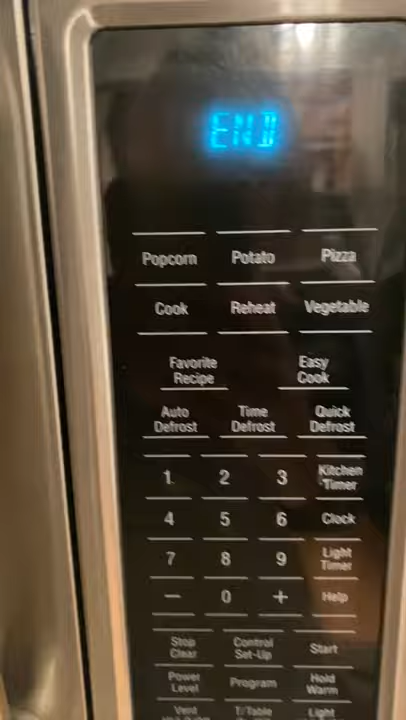 END
Popcorn Potato Pizza
Cook Reheat Vegetable
Favorite Recipe Easy Cook
Auto Defrost Time Defrost Quick Defrost
1 2 3 Kitchen Timer
4 5 6 Clock
7 8 9 Light Timer
− 0 + Help
Stop Clear Control Set-Up Start
Power Level Program Hold Warm
Vent T/Table Light